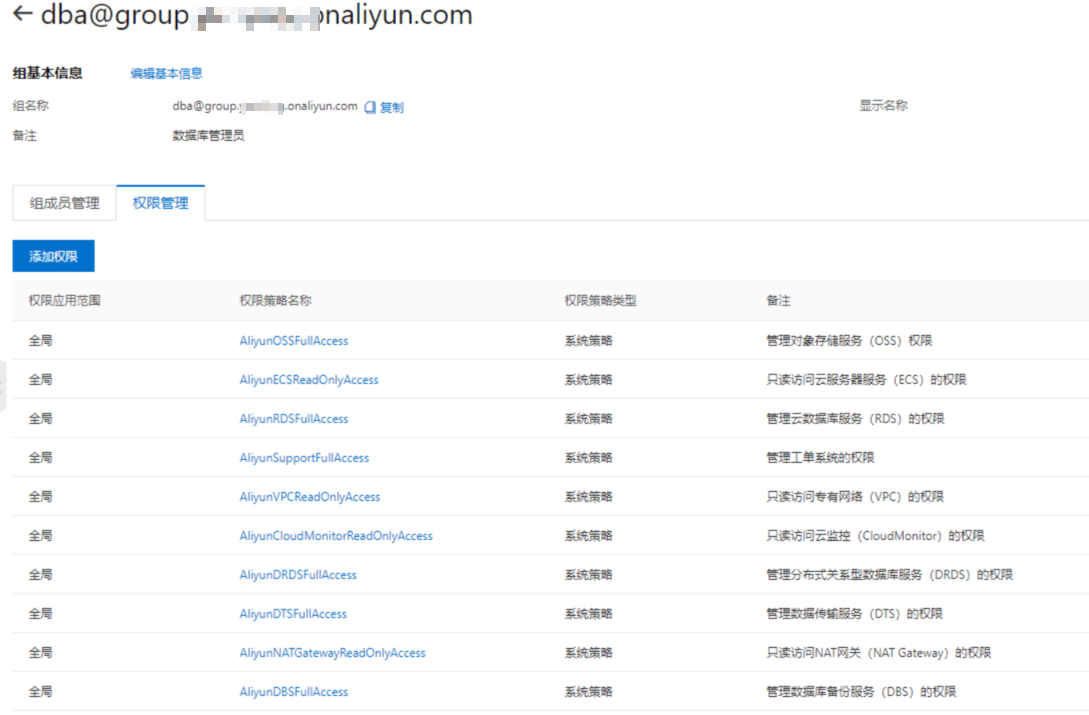 ← dba@group onaliyun.com
组基本信息 编辑基本信息
组名称 dba@group. .onaliyun.com 复制 显示名称
备注 数据库管理员
组成员管理 权限管理
添加权限
权限应用范围 权限策略名称 权限策略类型 备注
全局 AliyunOSSFullAccess 系统策略 管理对象存储服务（OSS）权限
全局 AliyunECSReadOnlyAccess 系统策略 只读访问云服务器服务（ECS）的权限
全局 AliyunRDSFullAccess 系统策略 管理云数据库服务（RDS）的权限
全局 AliyunSupportFullAccess 系统策略 管理工单系统的权限
全局 AliyunVPCReadOnlyAccess 系统策略 只读访问专有网络（VPC）的权限
全局 AliyunCloudMonitorReadOnlyAccess 系统策略 只读访问云监控（CloudMonitor）的权限
全局 AliyunDRDSFullAccess 系统策略 管理分布式关系型数据库服务（DRDS）的权限
全局 AliyunDTSFullAccess 系统策略 管理数据传输服务（DTS）的权限
全局 AliyunNATGatewayReadOnlyAccess 系统策略 只读访问NAT网关（NAT Gateway）的权限
全局 AliyunDBSFullAccess 系统策略 管理数据库备份服务（DBS）的权限